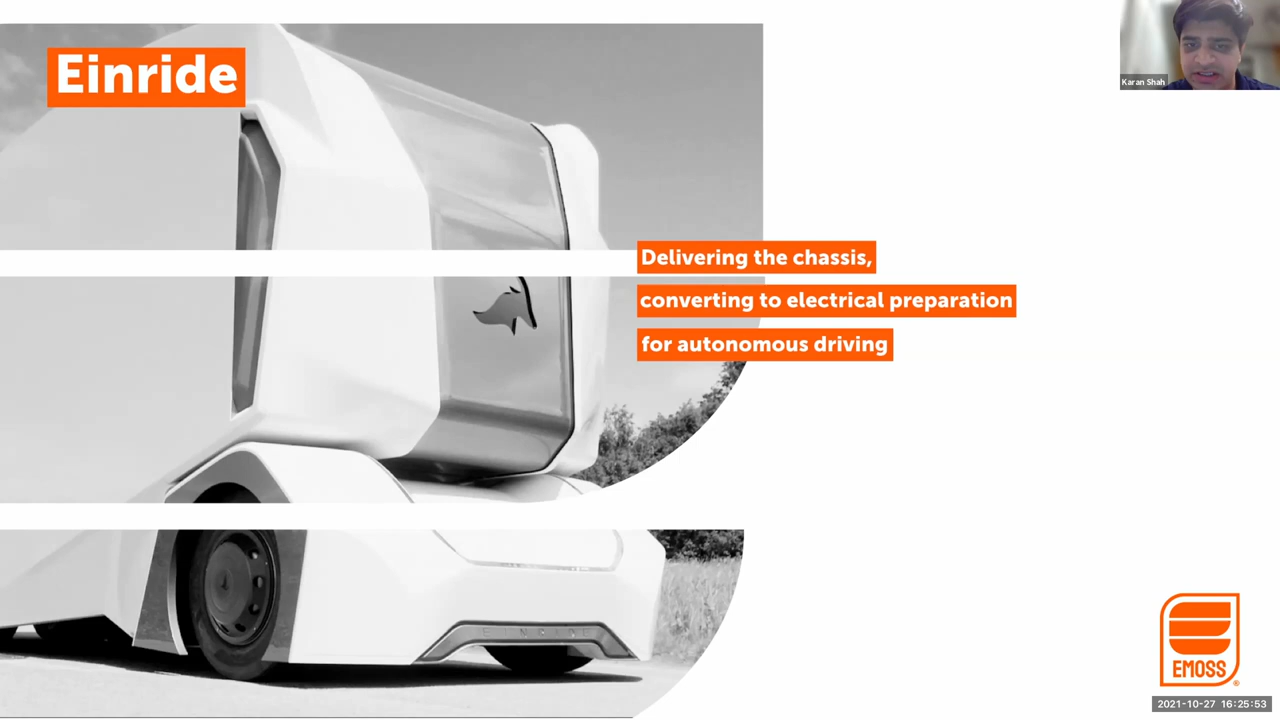 Einride
Karan Shah
Delivering the chassis,
converting to electrical preparation
for autonomous driving
EMOSS
®
2021-10-27 16:25:53